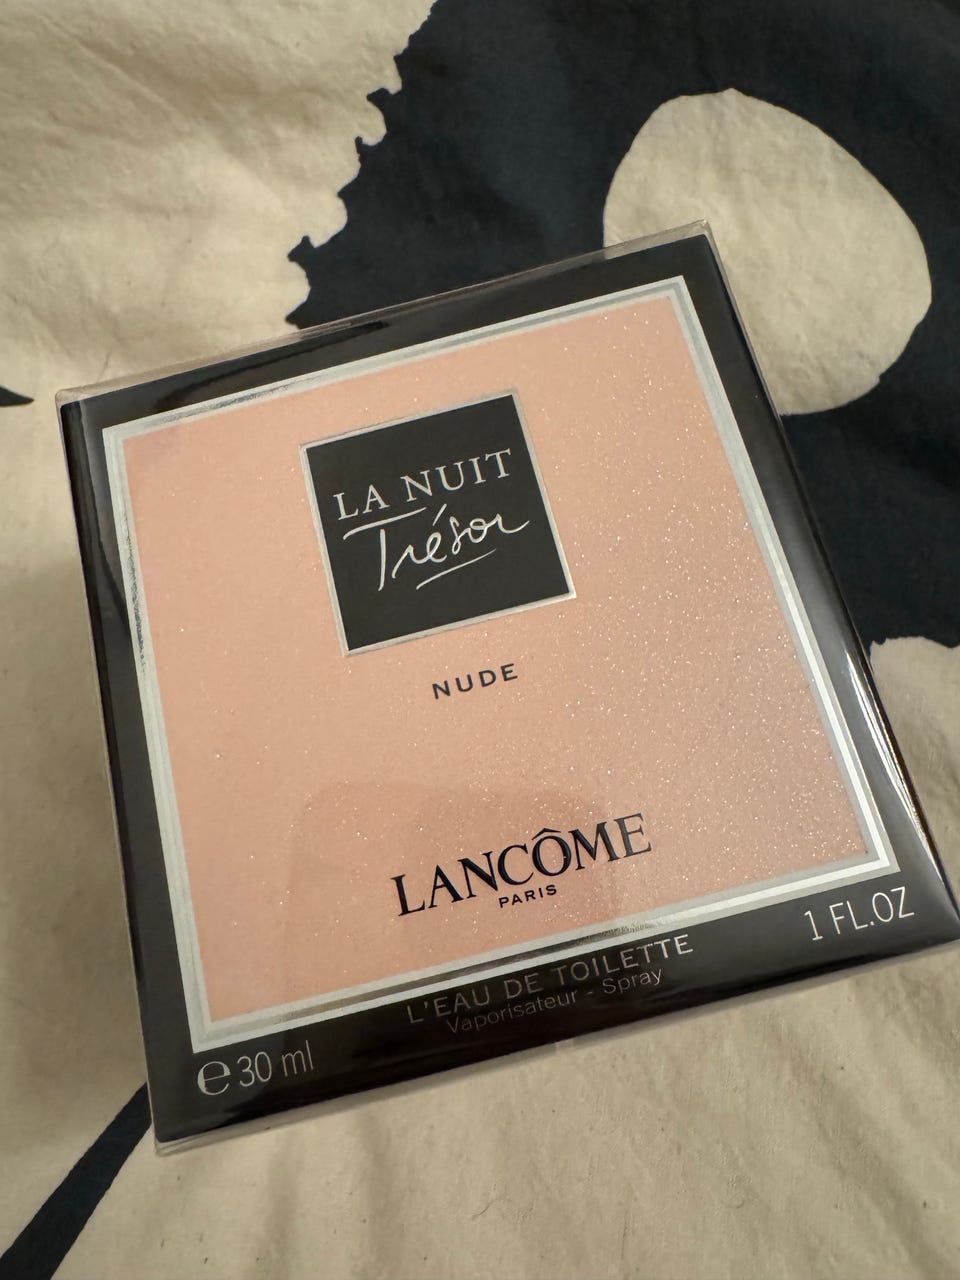 LA NUIT
Trésor
NUDE
LANCÔME
PARIS
L'EAU DE TOILETTE
Vaporisateur - Spray
℮ 30 ml
1 FL.OZ